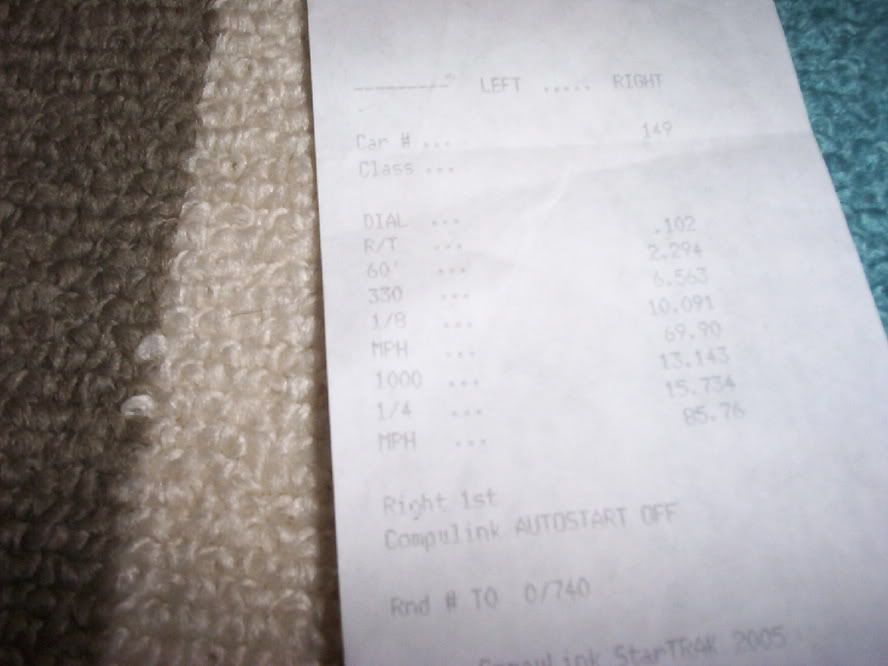 ---------- LEFT ..... RIGHT
Car # ... 149
Class ...
DIAL ...
R/T ... .102
60' ... 2.294
330 ... 6.563
1/8 ... 10.091
MPH ... 69.90
1000 ... 13.143
1/4 ... 15.734
MPH ... 85.76
Right 1st
Compulink AUTOSTART OFF
Rnd # TO 0/740
CompuLink StarTRAK 2005